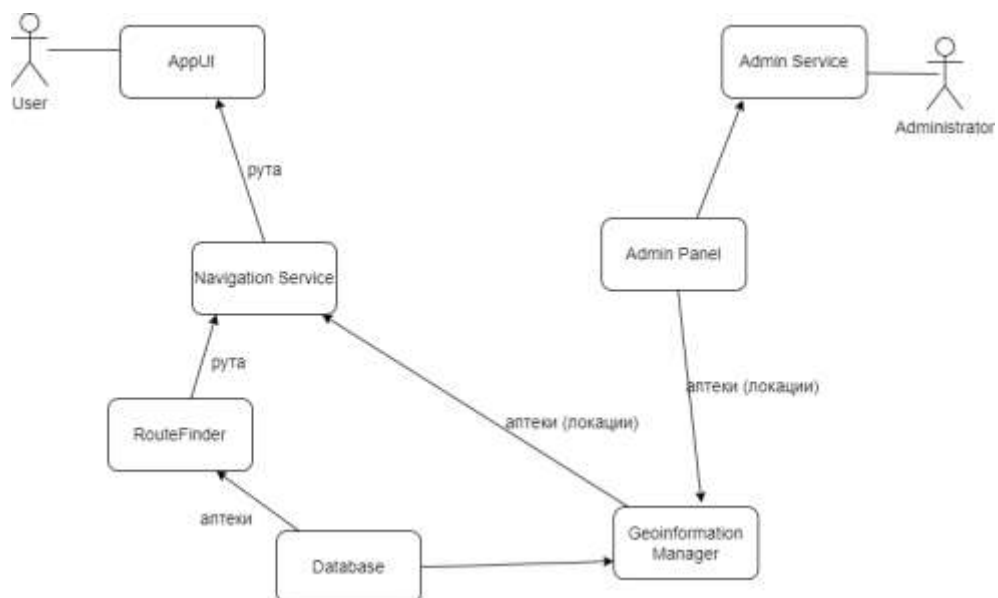 AppUI
Admin Service
User
Administrator
рута
Admin Panel
Navigation Service
рута
аптеки (локации)
аптеки (локации)
RouteFinder
аптеки
Geoinformation
Manager
Database